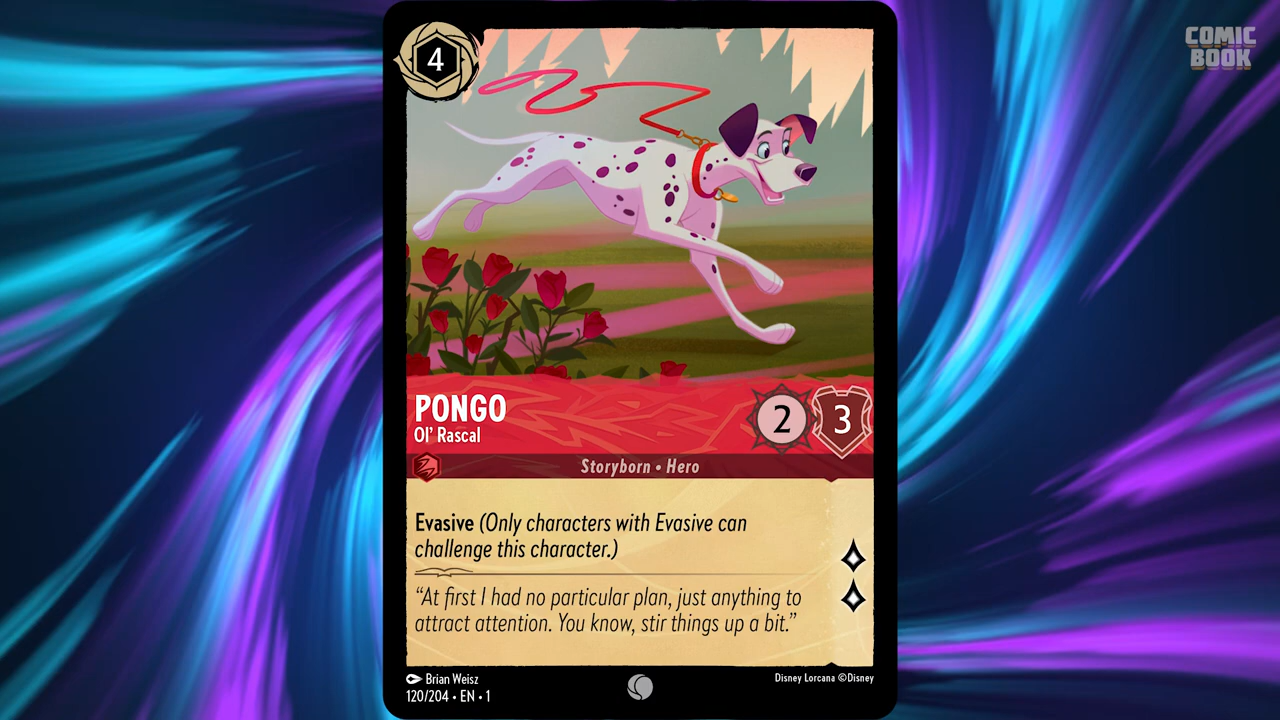 COMIC
BOOK
4
PONGO
Ol' Rascal
2
3
Storyborn • Hero
Evasive (Only characters with Evasive can
challenge this character.)
“At first I had no particular plan, just anything to
attract attention. You know, stir things up a bit.”
Brian Weisz
120/204 • EN • 1
Disney Lorcana ©Disney